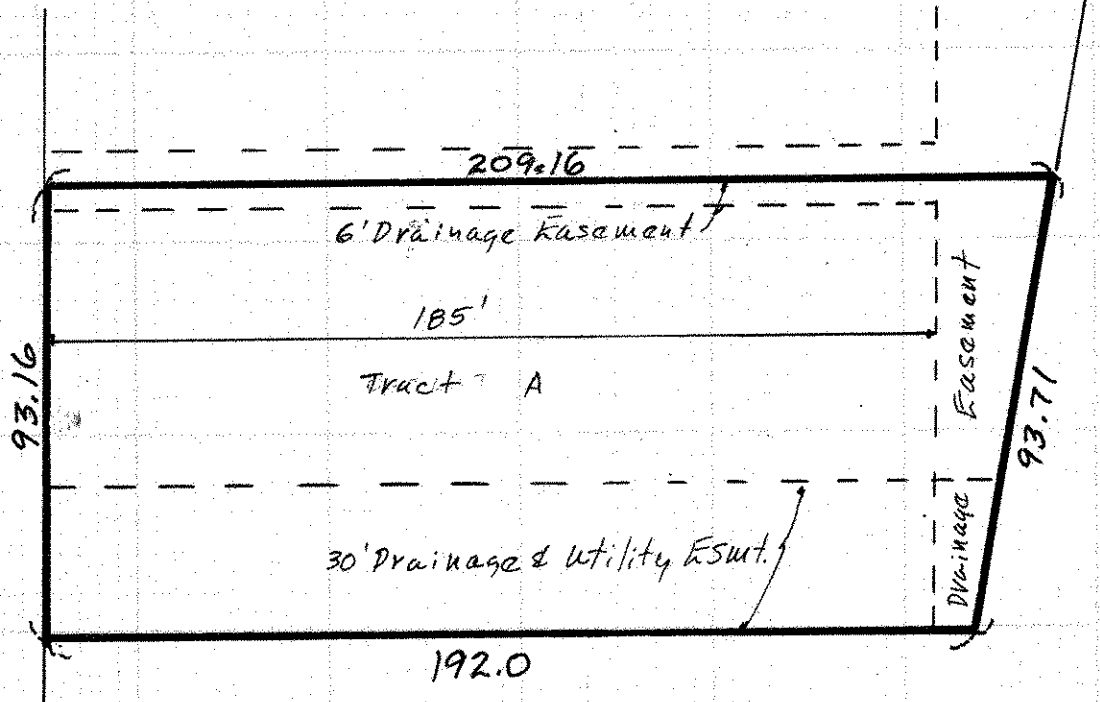 209.16
6' Drainage Easement
185'
Tract A
93.16
Easement
93.71
30' Drainage & Utility Esmt.
Drainage
192.0